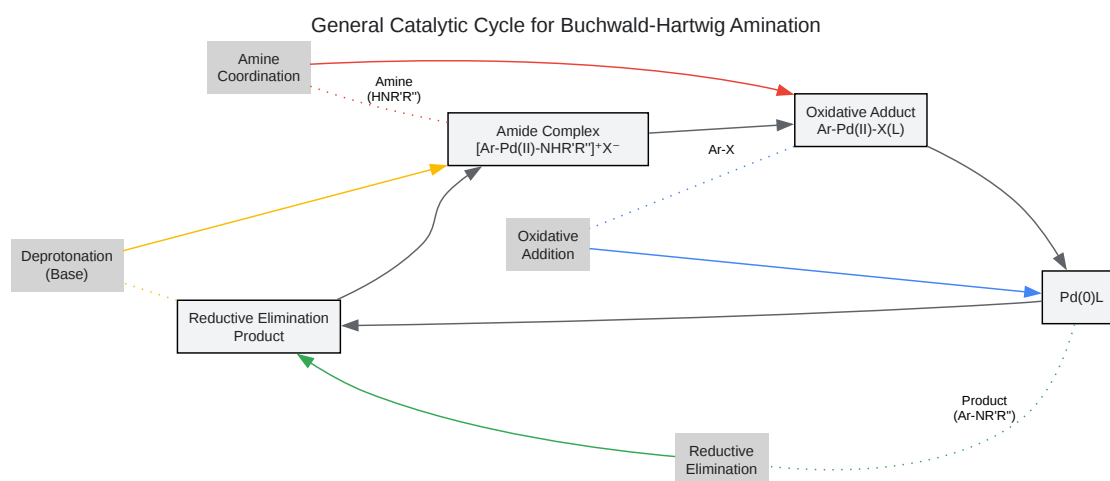 General Catalytic Cycle for Buchwald-Hartwig Amination
Amine
Coordination
Amine
(HNR'R")
Oxidative Adduct
Ar-Pd(II)-X(L)
Amide Complex
[Ar-Pd(II)-NHR'R"]⁺X⁻
Ar-X
Oxidative
Addition
Deprotonation
(Base)
Pd(0)L
Reductive Elimination
Product
Product
(Ar-NR'R")
Reductive
Elimination